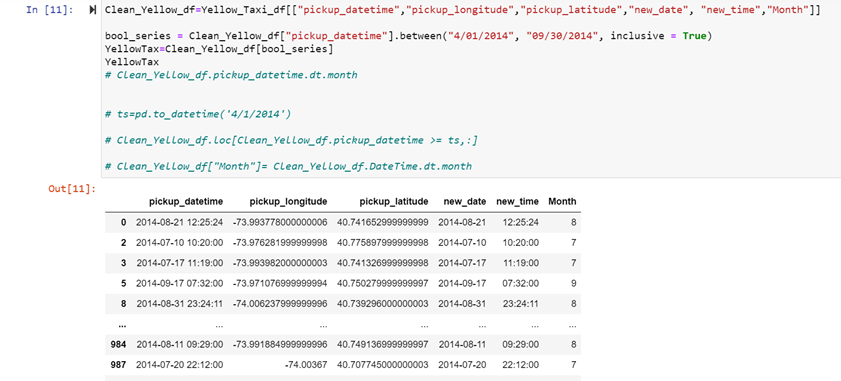 In [11]: Clean_Yellow_df=Yellow_Taxi_df[["pickup_datetime","pickup_longitude","pickup_latitude","new_date", "new_time","Month"]]
bool_series = Clean_Yellow_df["pickup_datetime"].between("4/01/2014", "09/30/2014", inclusive = True)
YellowTax=Clean_Yellow_df[bool_series]
YellowTax
# Clean_Yellow_df.pickup_datetime.dt.month
# ts=pd.to_datetime('4/1/2014')
# Clean_Yellow_df.loc[Clean_Yellow_df.pickup_datetime >= ts,:]
# Clean_Yellow_df["Month"]= Clean_Yellow_df.DateTime.dt.month
Out[11]:
pickup_datetime pickup_longitude pickup_latitude new_date new_time Month
0 2014-08-21 12:25:24 -73.993778000000006 40.741652999999999 2014-08-21 12:25:24 8
2 2014-07-10 10:20:00 -73.976281999999998 40.775897999999998 2014-07-10 10:20:00 7
3 2014-07-17 11:19:00 -73.993982000000003 40.741326999999998 2014-07-17 11:19:00 7
5 2014-09-17 07:32:00 -73.971076999999994 40.750279999999997 2014-09-17 07:32:00 9
8 2014-08-31 23:24:11 -74.006237999999996 40.739296000000003 2014-08-31 23:24:11 8
... ... ... ... ... ... ...
984 2014-08-11 09:29:00 -73.991884999999996 40.749136999999997 2014-08-11 09:29:00 8
987 2014-07-20 22:12:00 -74.00367 40.707745000000003 2014-07-20 22:12:00 7